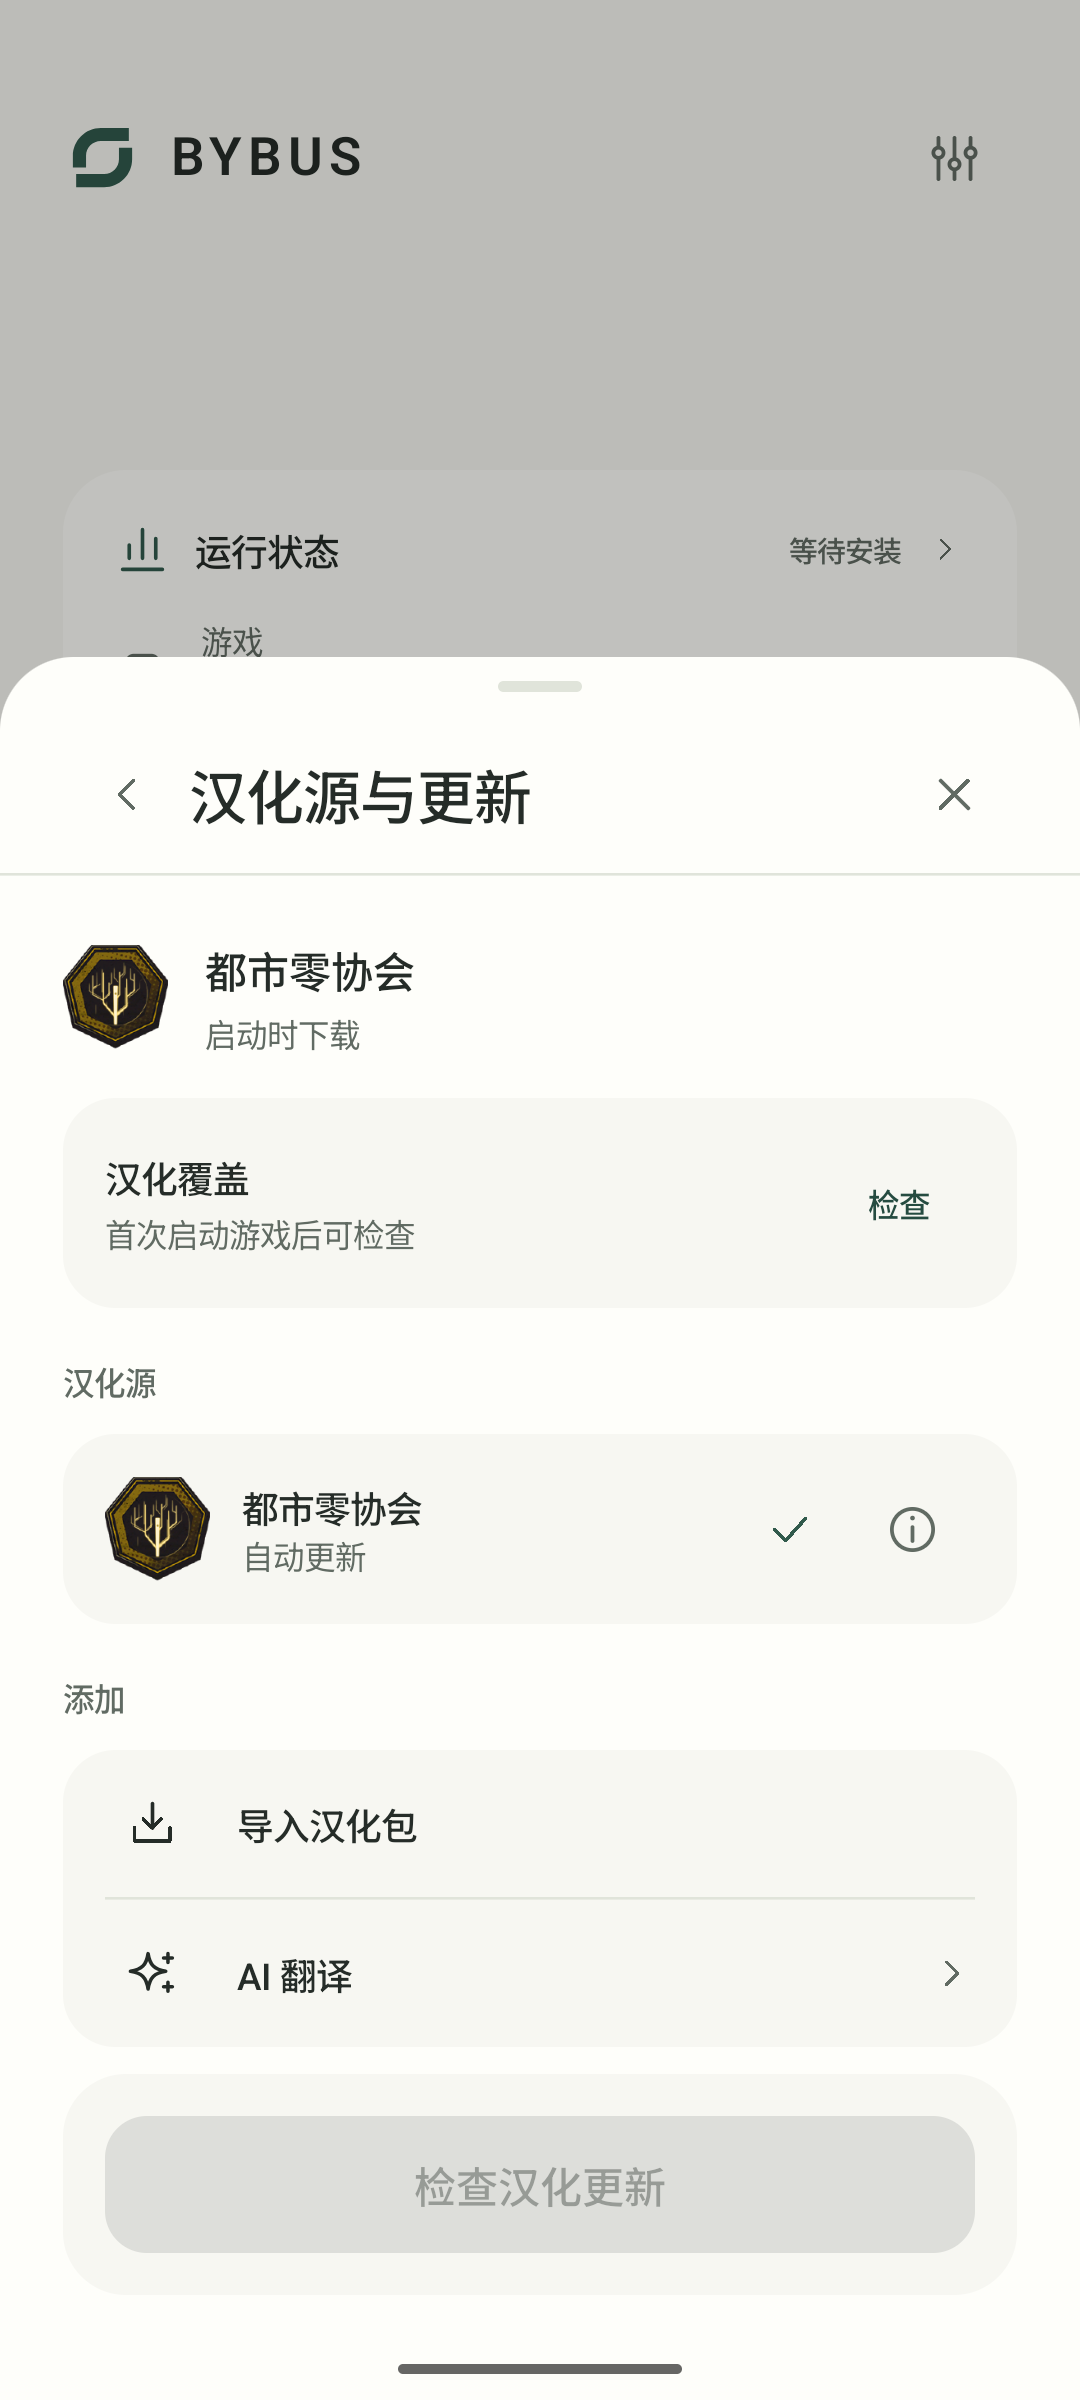 BYBUS
运行状态
等待安装
游戏
汉化源与更新
都市零协会
启动时下载
汉化覆盖
首次启动游戏后可检查
检查
汉化源
都市零协会
自动更新
添加
导入汉化包
AI 翻译
检查汉化更新